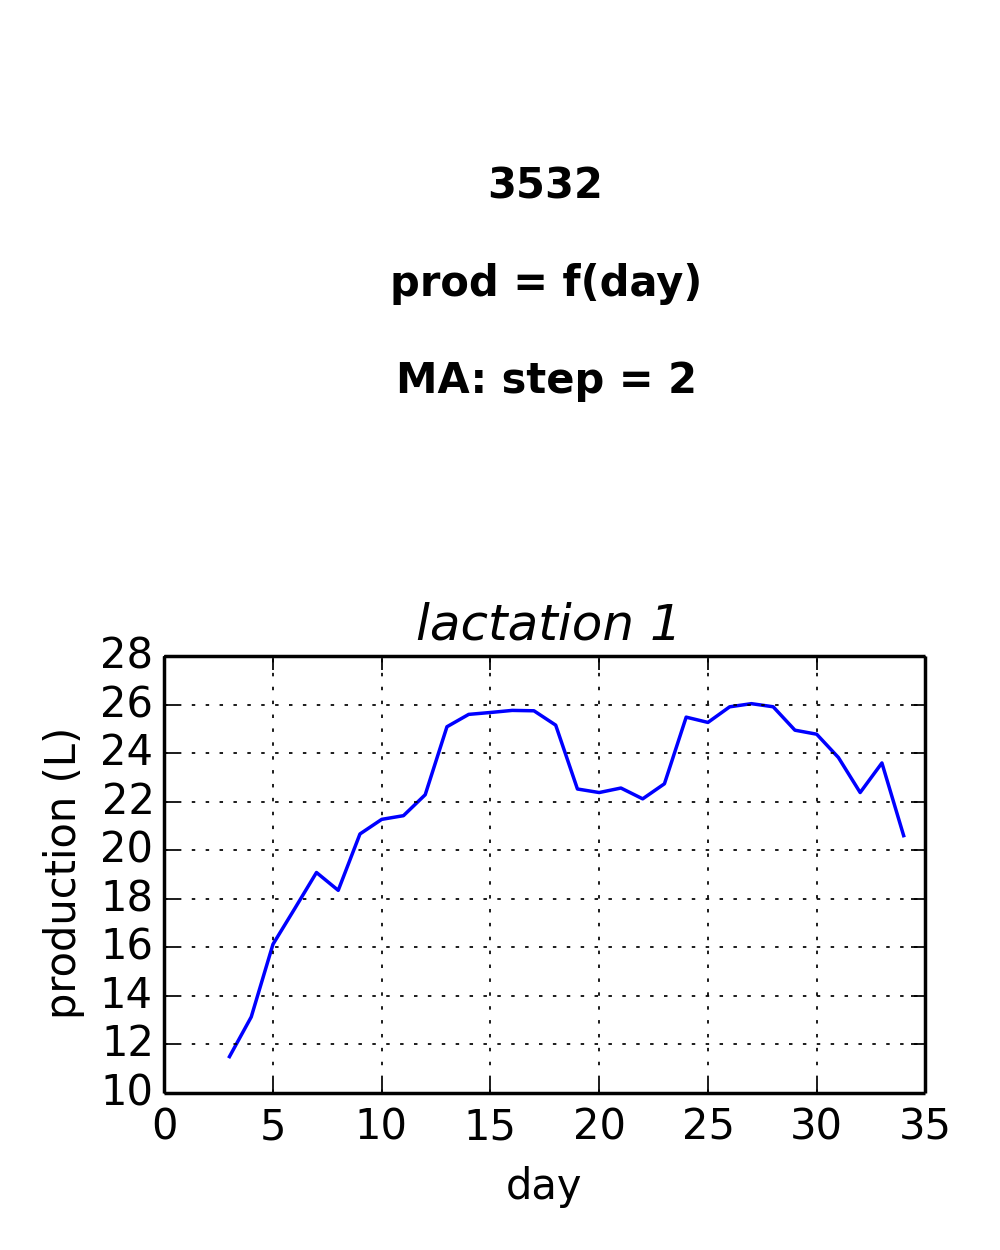 3532
prod = f(day)
MA: step = 2
lactation 1
28
26
24
22
20
18
16
14
12
10
production (L)
0 5 10 15 20 25 30 35
day